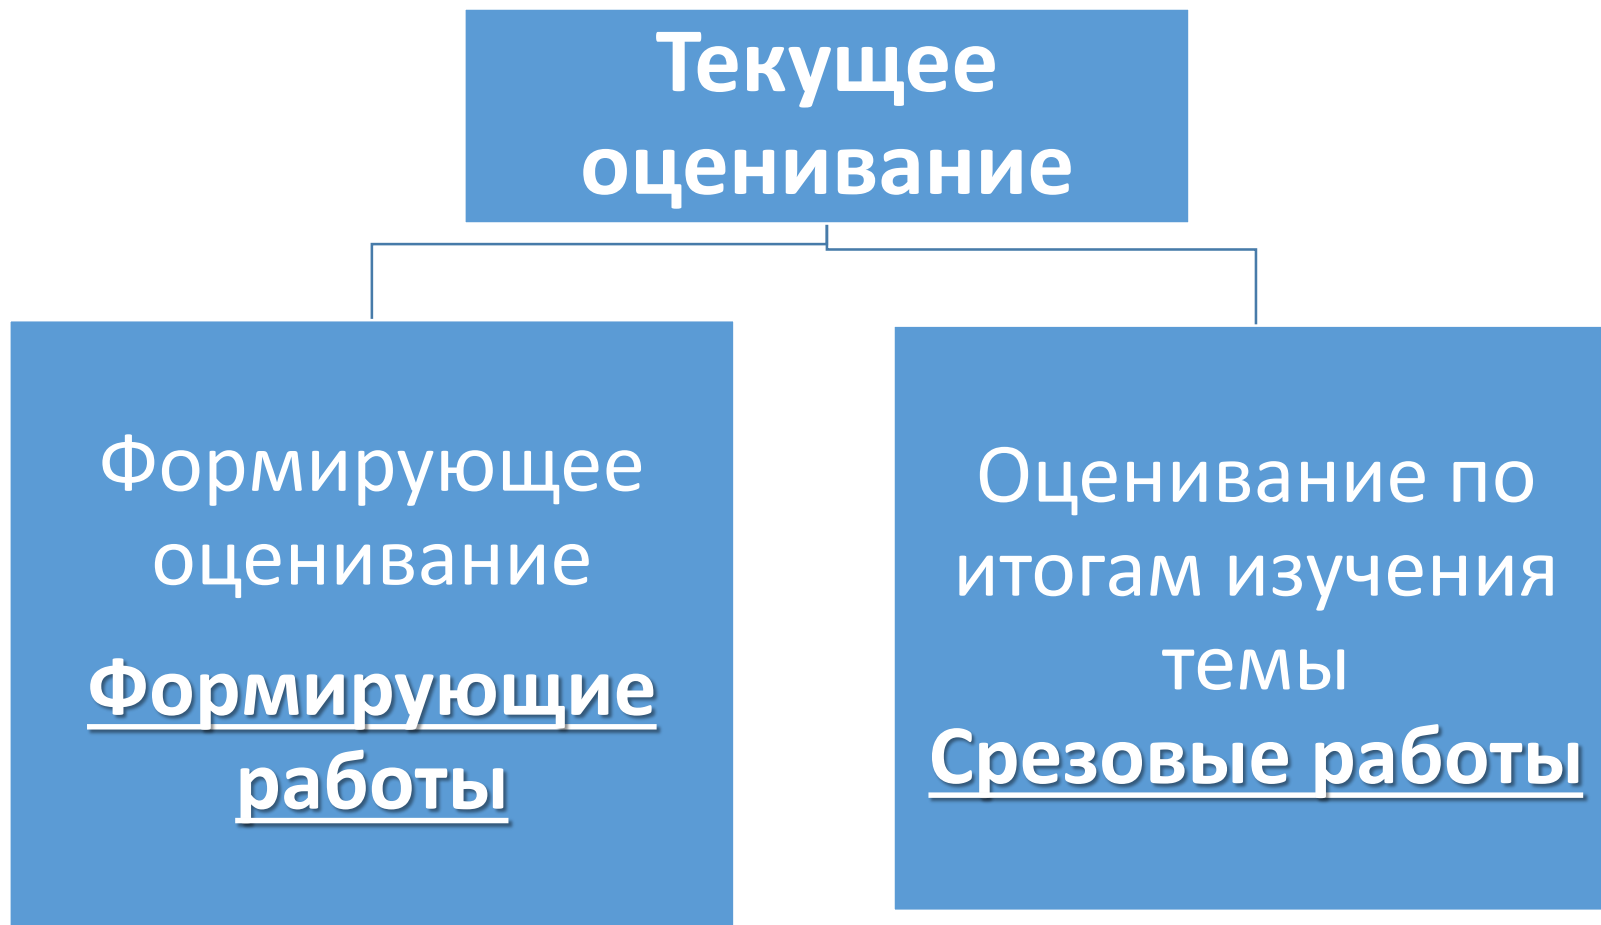 Текущее
оценивание
Формирующее
оценивание
Формирующие
работы
Оценивание по
итогам изучения
темы
Срезовые работы